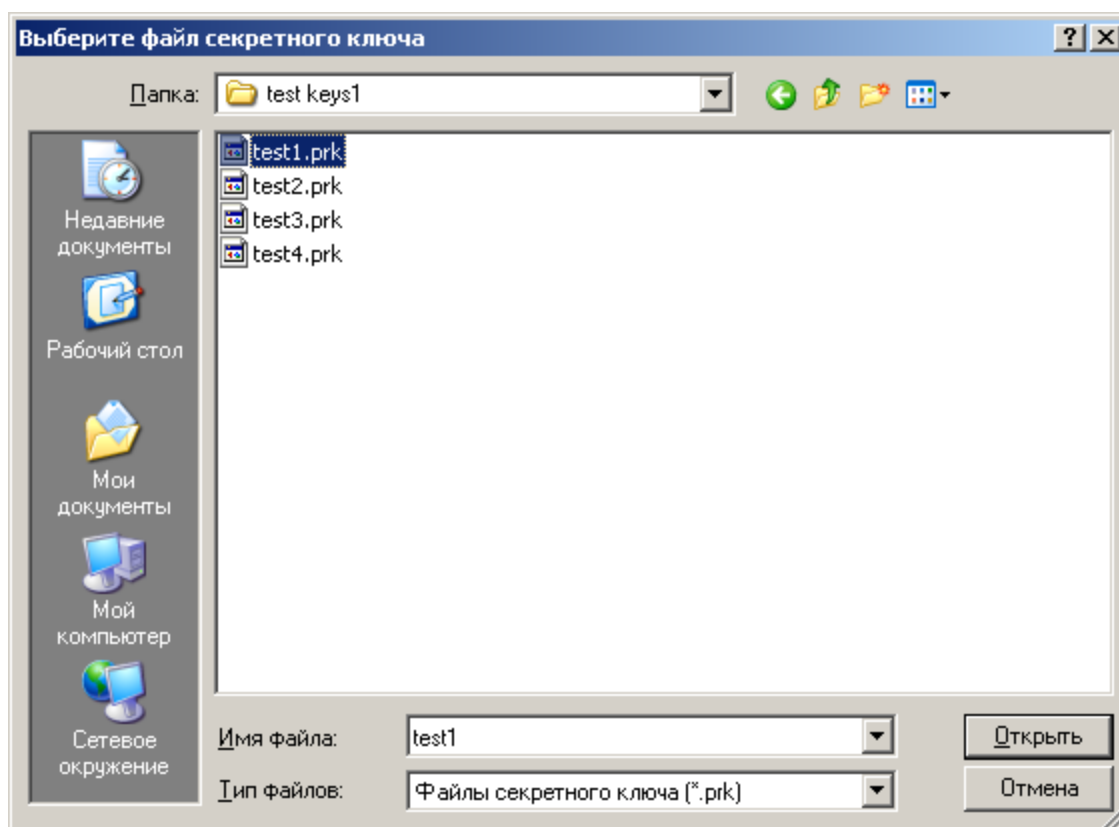 Выберите файл секретного ключа
Папка: test keys1
test1.prk
test2.prk
test3.prk
test4.prk
Недавние
документы
Рабочий стол
Мои
документы
Мой
компьютер
Сетевое
окружение
Имя файла: test1 Открыть
Тип файлов: Файлы секретного ключа (*.prk) Отмена